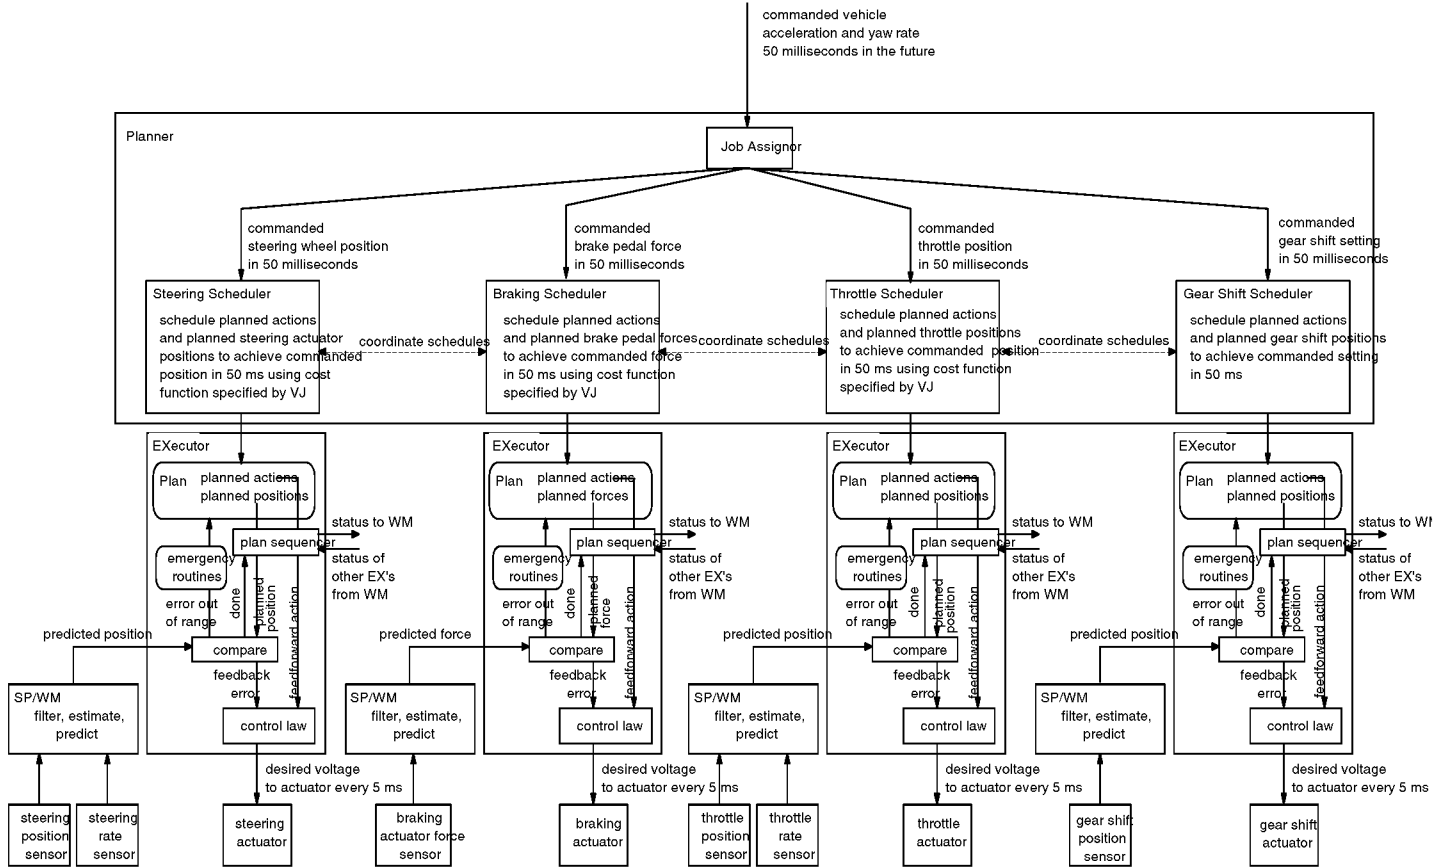 commanded vehicle
acceleration and yaw rate
50 milliseconds in the future
Planner
Job Assignor
commanded
steering wheel position
in 50 milliseconds
commanded
brake pedal force
in 50 milliseconds
commanded
throttle position
in 50 milliseconds
commanded
gear shift setting
in 50 milliseconds
Steering Scheduler
schedule planned actions
and planned steering actuator
positions to achieve commanded
position in 50 ms using cost
function specified by VJ
coordinate schedules
Braking Scheduler
schedule planned actions
and planned brake pedal forces
to achieve commanded force
in 50 ms using cost function
specified by VJ
coordinate schedules
Throttle Scheduler
schedule planned actions
and planned throttle positions
to achieve commanded position
in 50 ms using cost function
specified by VJ
coordinate schedules
Gear Shift Scheduler
schedule planned actions
and planned gear shift positions
to achieve commanded setting
in 50 ms
EXecutor
Plan
planned actions
planned positions
plan sequencer
status to WM
status of
other EX's
from WM
emergency
routines
error out
of range
done
planned
position
feedforward action
predicted position
compare
feedback
error
SP/WM
filter, estimate,
predict
control law
desired voltage
to actuator every 5 ms
steering
position
sensor
steering
rate
sensor
steering
actuator
EXecutor
Plan
planned actions
planned forces
plan sequencer
status to WM
status of
other EX's
from WM
emergency
routines
error out
of range
done
planned
force
feedforward action
predicted force
compare
feedback
error
SP/WM
filter, estimate,
predict
control law
desired voltage
to actuator every 5 ms
braking
actuator force
sensor
braking
actuator
EXecutor
Plan
planned actions
planned positions
plan sequencer
status to WM
status of
other EX's
from WM
emergency
routines
error out
of range
done
planned
position
feedforward action
predicted position
compare
feedback
error
SP/WM
filter, estimate,
predict
control law
desired voltage
to actuator every 5 ms
throttle
position
sensor
throttle
rate
sensor
throttle
actuator
EXecutor
Plan
planned actions
planned positions
plan sequencer
status to WM
status of
other EX's
from WM
emergency
routines
error out
of range
done
planned
position
feedforward action
predicted position
compare
feedback
error
SP/WM
filter, estimate,
predict
control law
desired voltage
to actuator every 5 ms
gear shift
position
sensor
gear shift
actuator